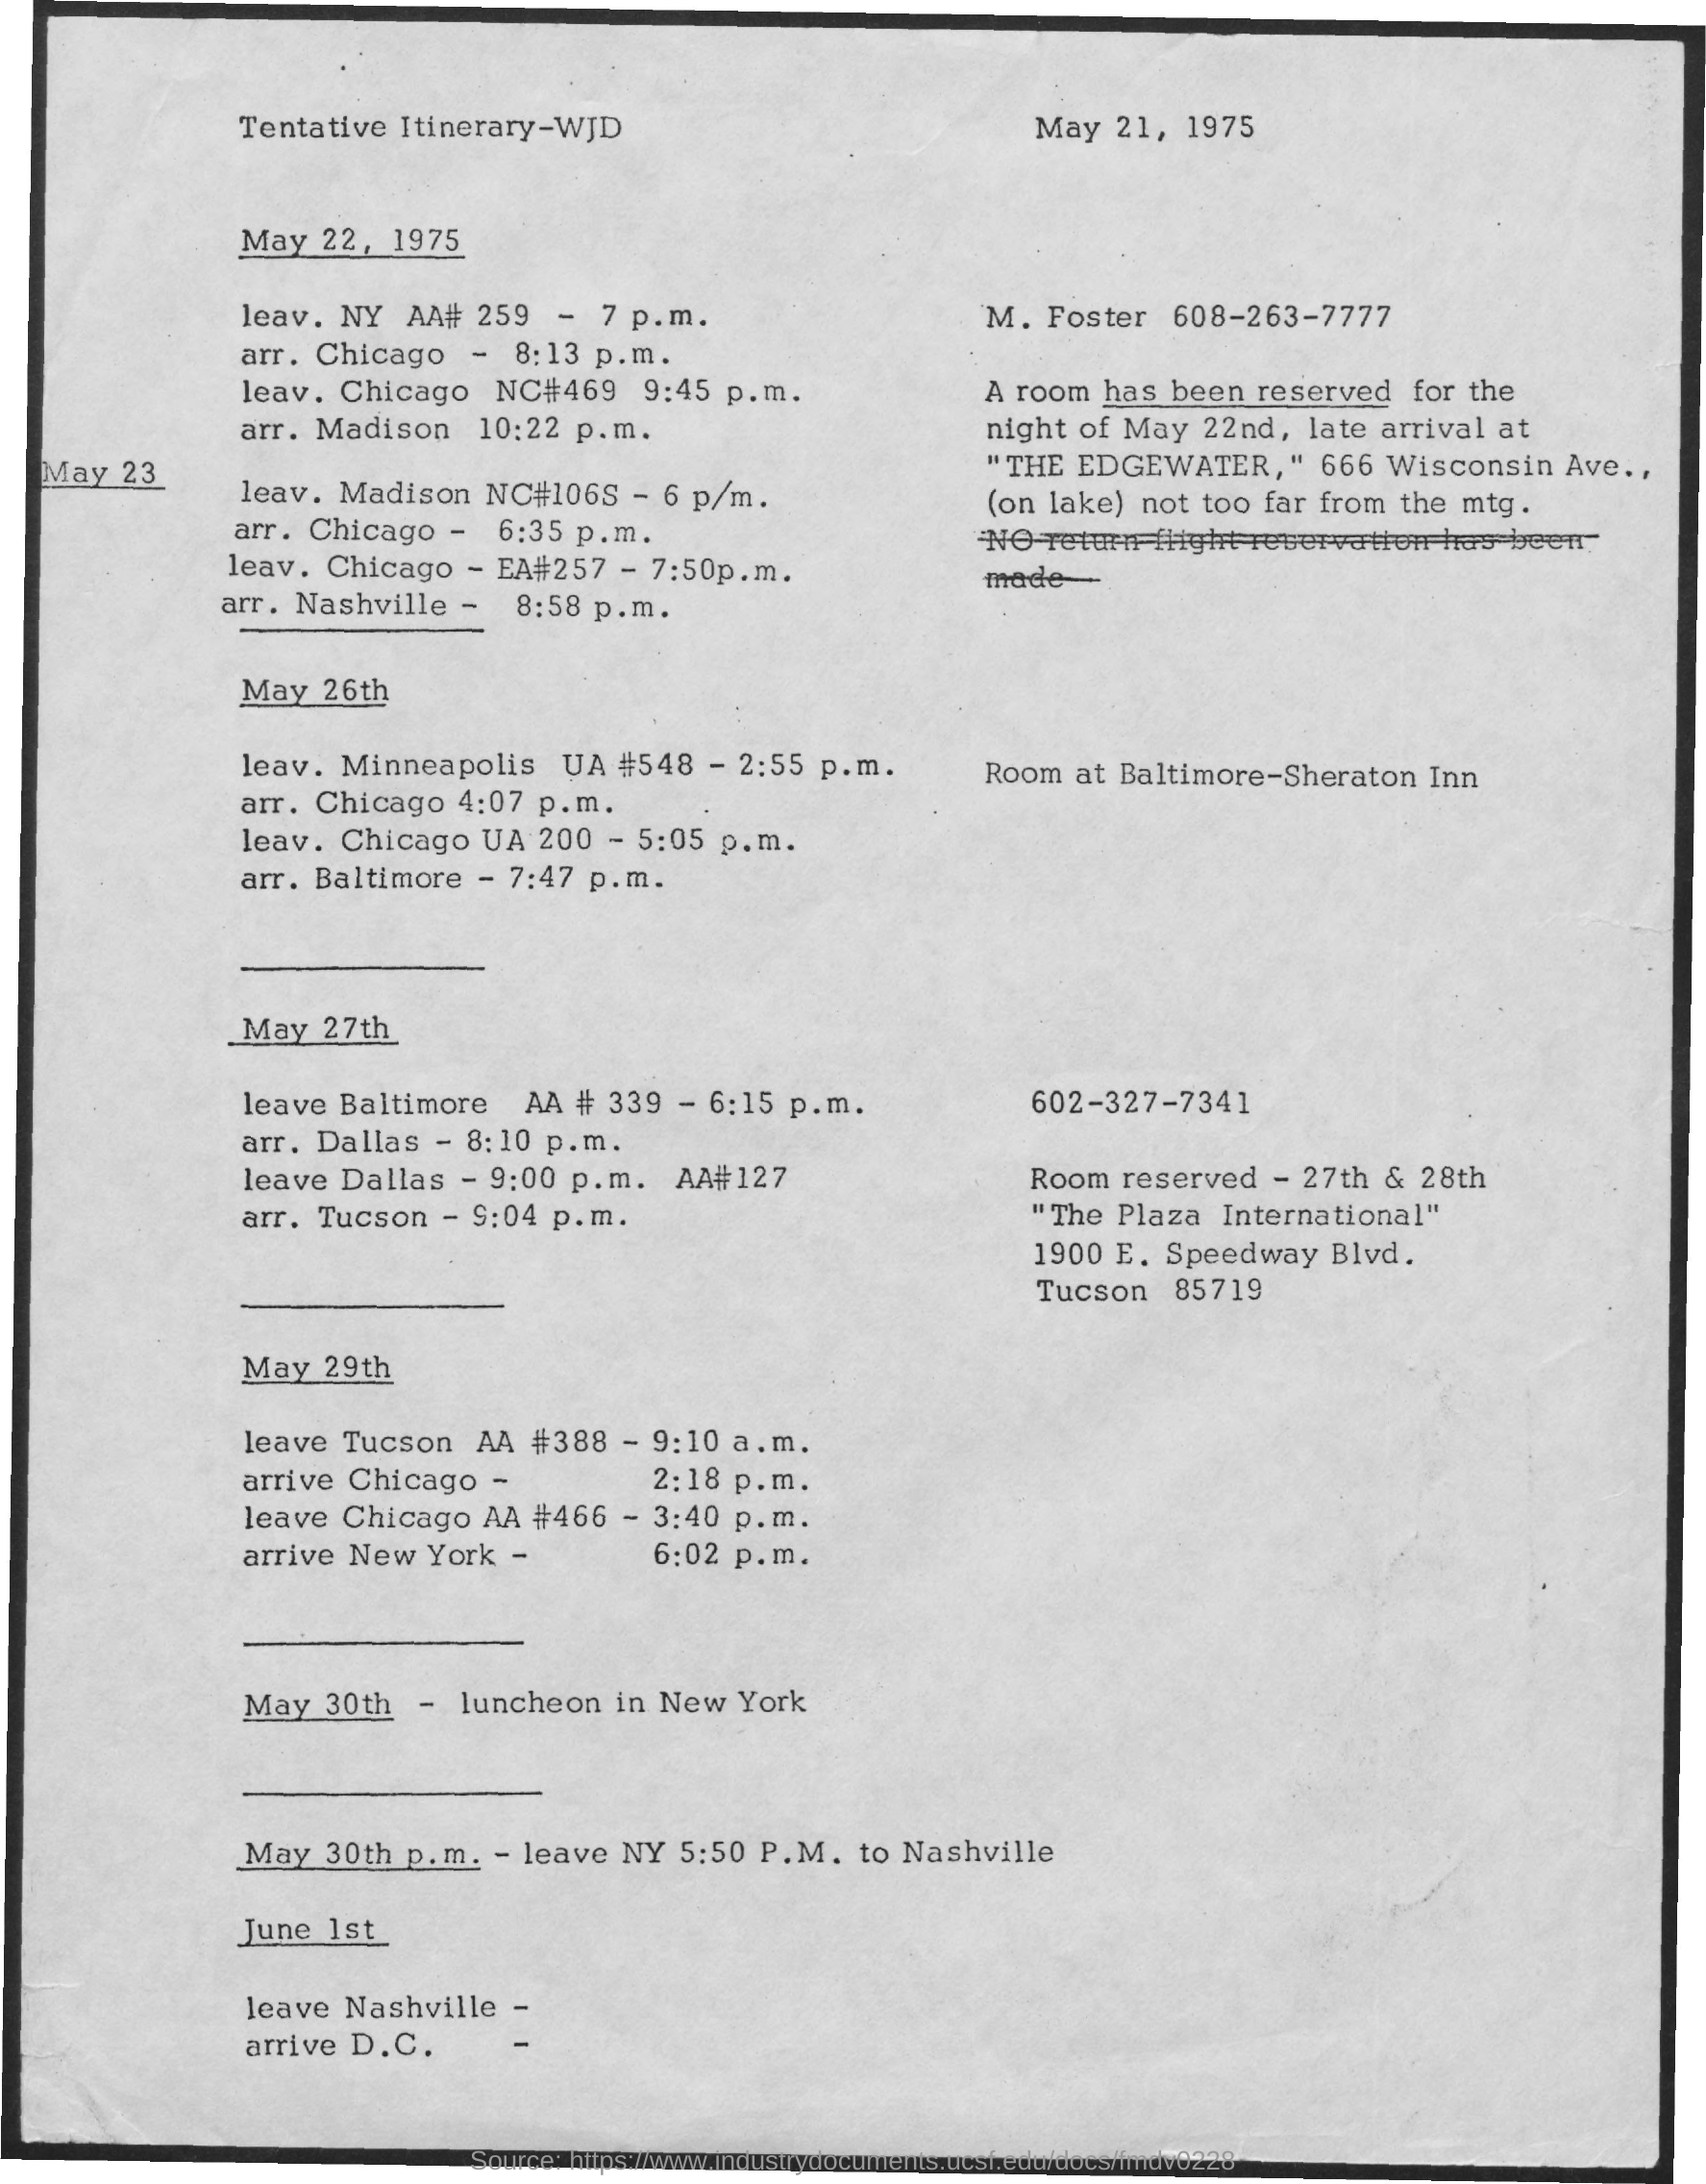 Tentative Itinerary-WJD May 21, 1975
May 22, 1975
leav. NY AA# 259 - 7 p.m.
arr. Chicago - 8:13 p.m.
leav. Chicago NC#469 9:45 p.m.
arr. Madison 10:22 p.m.
M. Foster 608-263-7777
A room has been reserved for the
night of May 22nd, late arrival at
"THE EDGEWATER," 666 Wisconsin Ave.,
(on lake) not too far from the mtg.
NO return flight reservation has been
made
May 23
leav. Madison NC#106S - 6 p/m.
arr. Chicago - 6:35 p.m.
leav. Chicago - EA#257 - 7:50p.m.
arr. Nashville - 8:58 p.m.
May 26th
leav. Minneapolis UA #548 - 2:55 p.m.
arr. Chicago 4:07 p.m.
leav. Chicago UA 200 - 5:05 p.m.
arr. Baltimore - 7:47 p.m.
Room at Baltimore-Sheraton Inn
May 27th
leave Baltimore AA # 339 - 6:15 p.m.
arr. Dallas - 8:10 p.m.
leave Dallas - 9:00 p.m. AA#127
arr. Tucson - 9:04 p.m.
602-327-7341
Room reserved - 27th & 28th
"The Plaza International"
1900 E. Speedway Blvd.
Tucson 85719
May 29th
leave Tucson AA #388 - 9:10 a.m.
arrive Chicago - 2:18 p.m.
leave Chicago AA #466 - 3:40 p.m.
arrive New York - 6:02 p.m.
May 30th - luncheon in New York
May 30th p.m. - leave NY 5:50 P.M. to Nashville
June 1st
leave Nashville -
arrive D.C. -
Source: https://www.industrydocuments.ucsf.edu/docs/fmdv0228